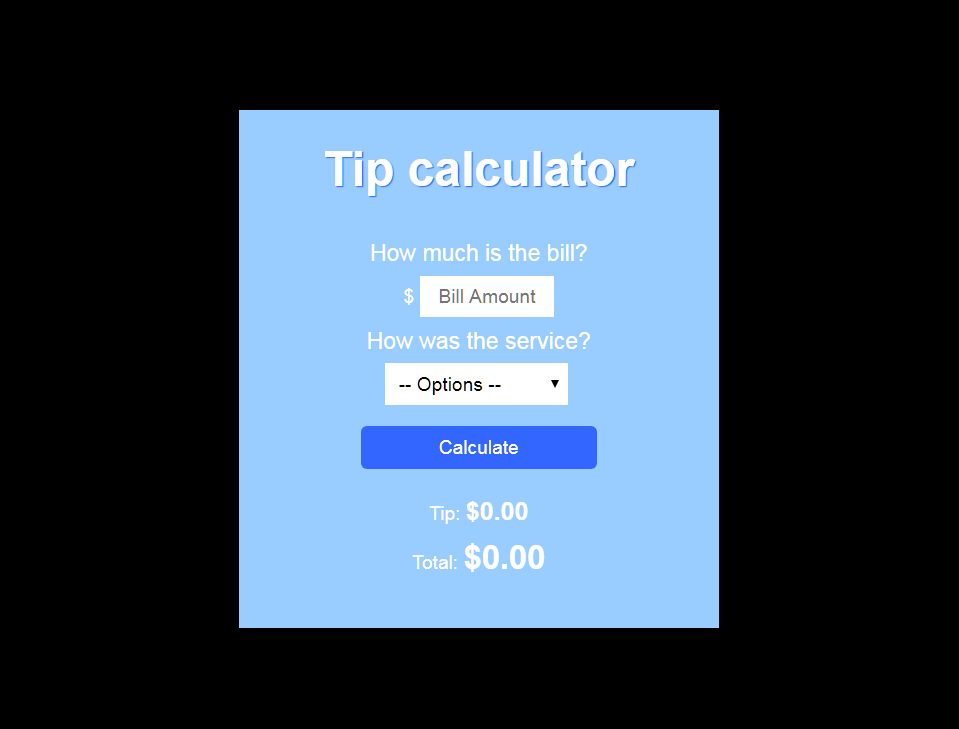 Tip calculator
How much is the bill?
$ Bill Amount
How was the service?
-- Options --
Calculate
Tip: $0.00
Total: $0.00